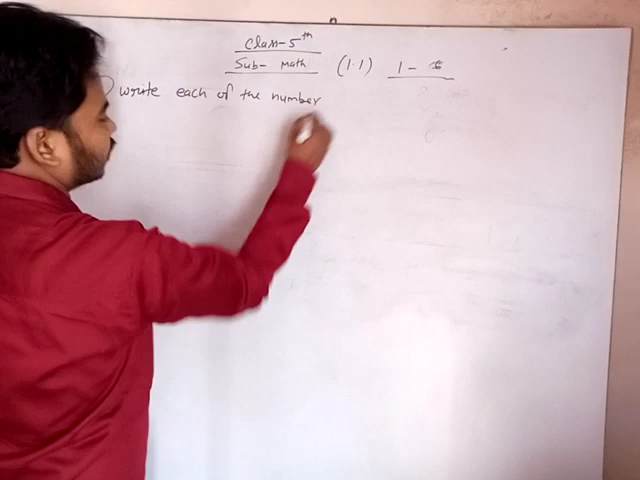 Class-5th
Sub- Math (1.1) 1-
) Write each of the number